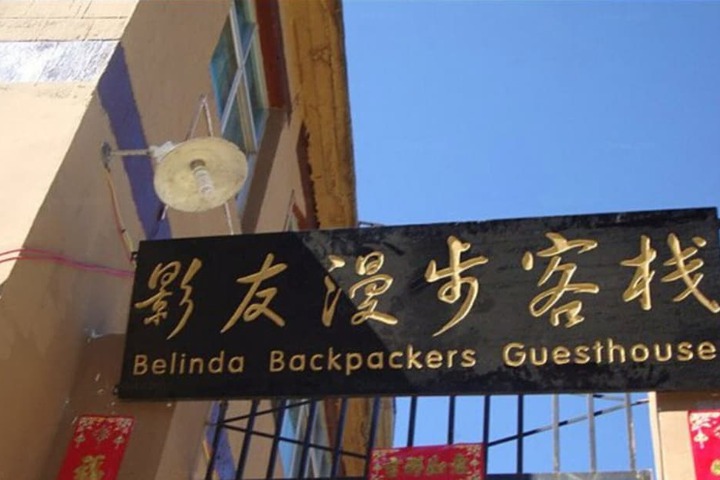 影友漫步客栈
Belinda Backpackers Guesthouse